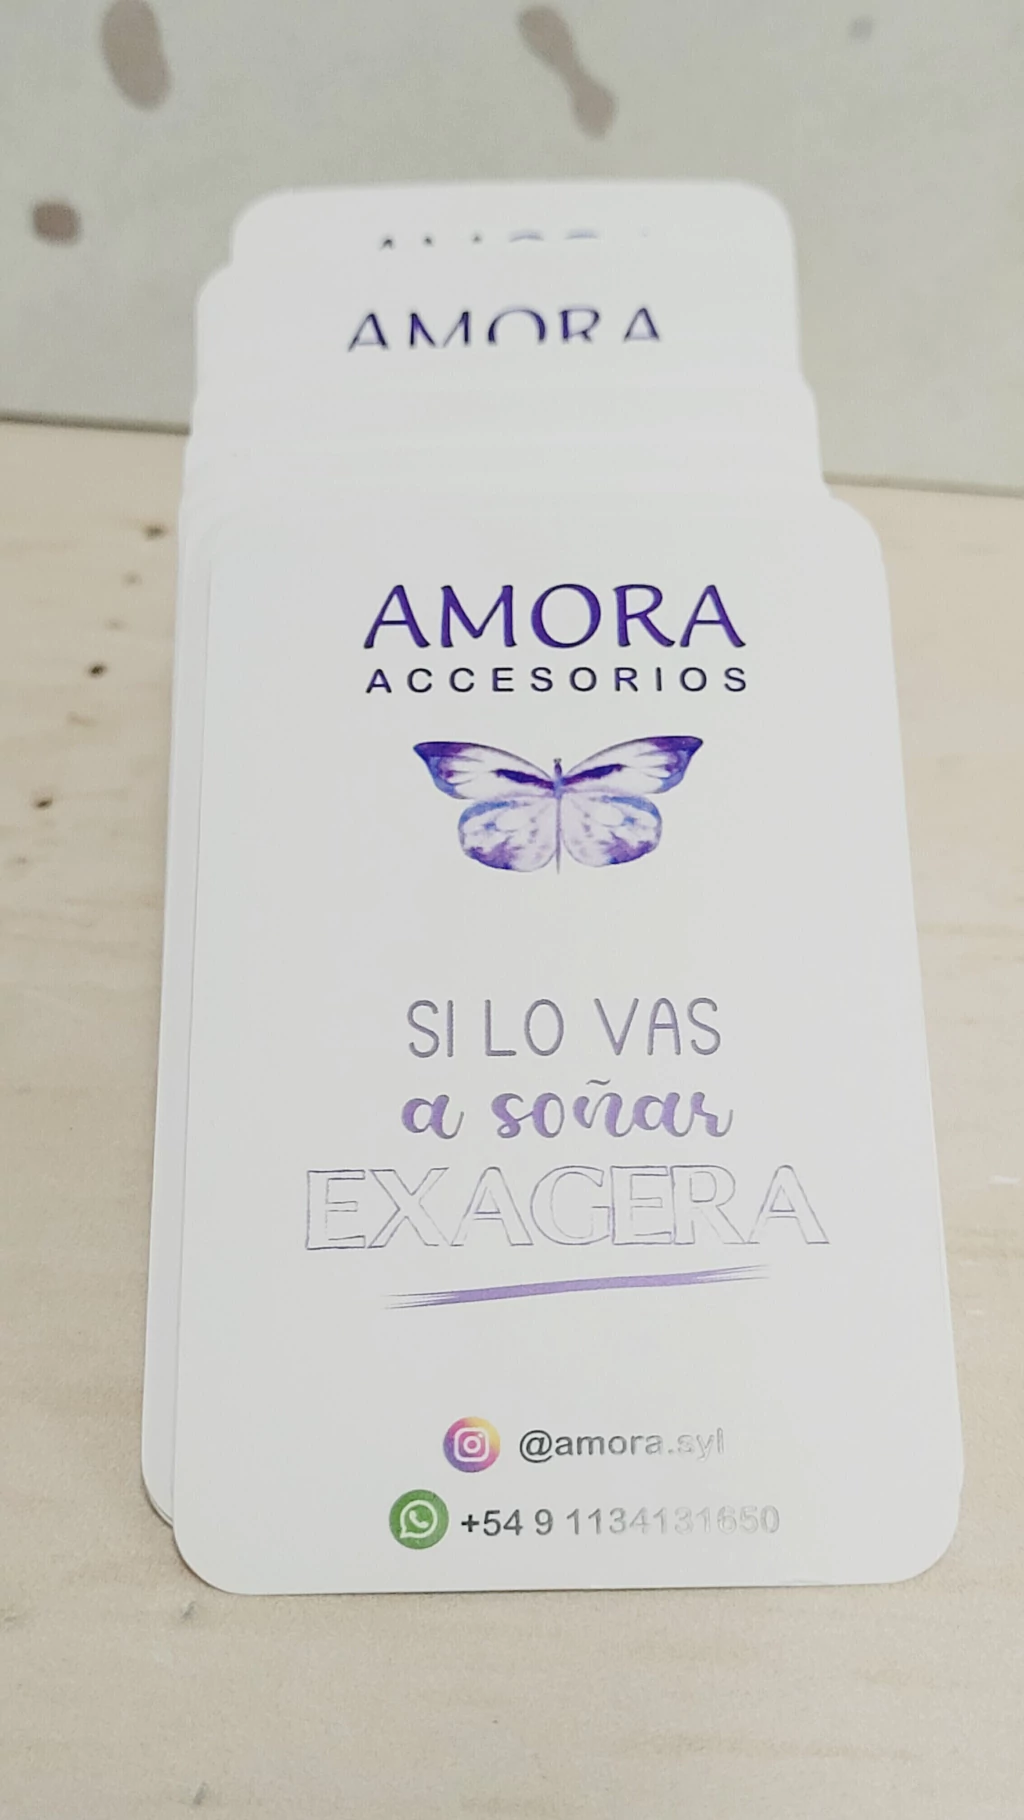 AMORA
AMORA
ACCESORIOS
SI LO VAS
a soñar
EXAGERA
@amora.syl
+54 9 1134131650